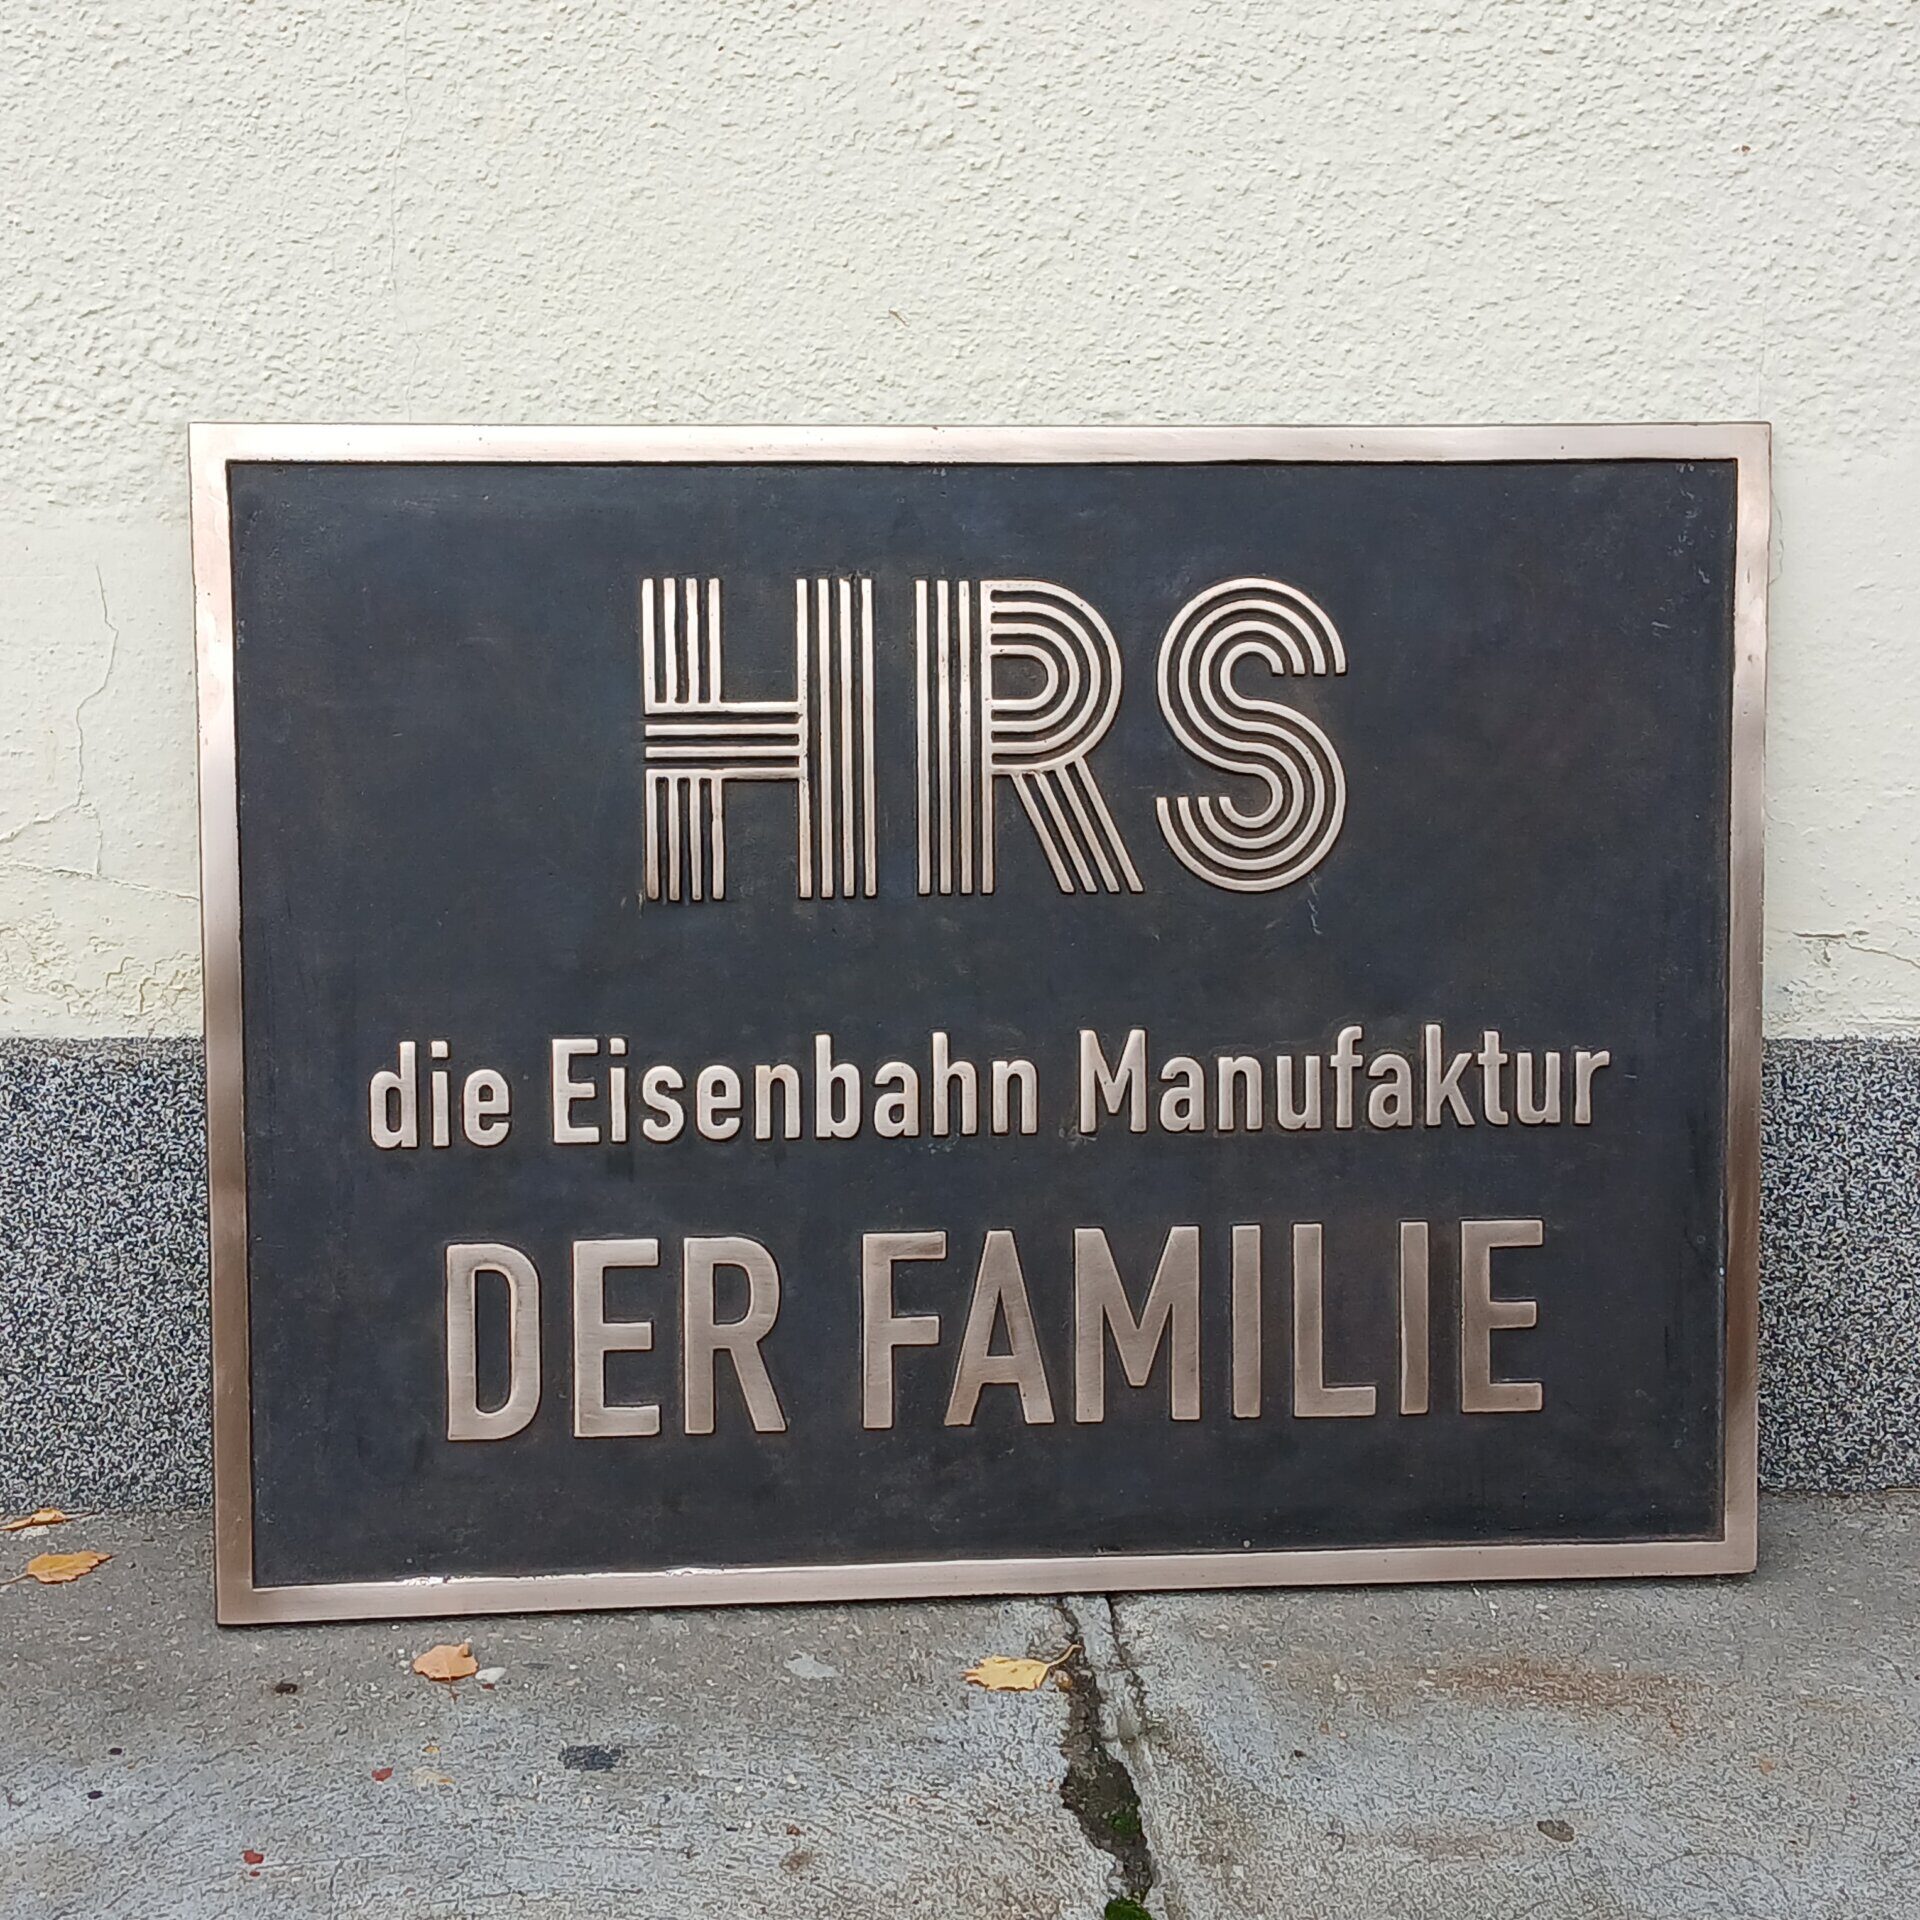 HRS
die Eisenbahn Manufaktur
DER FAMILIE